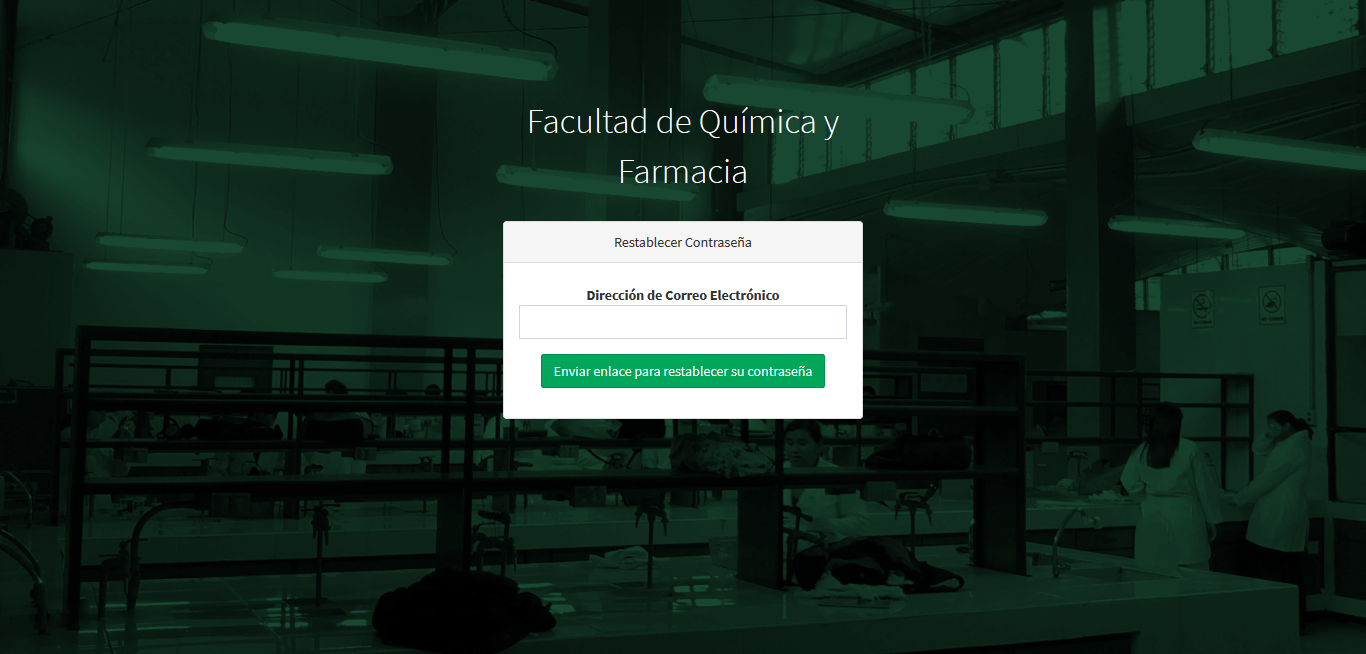 Facultad de Química y
Farmacia
Restablecer Contraseña
Dirección de Correo Electrónico
Enviar enlace para restablecer su contraseña